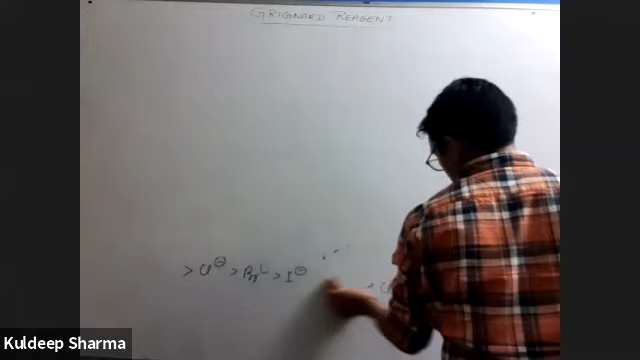 GRIGNARD REAGENT
> Cl⊖ > Br > I⊖
Kuldeep Sharma